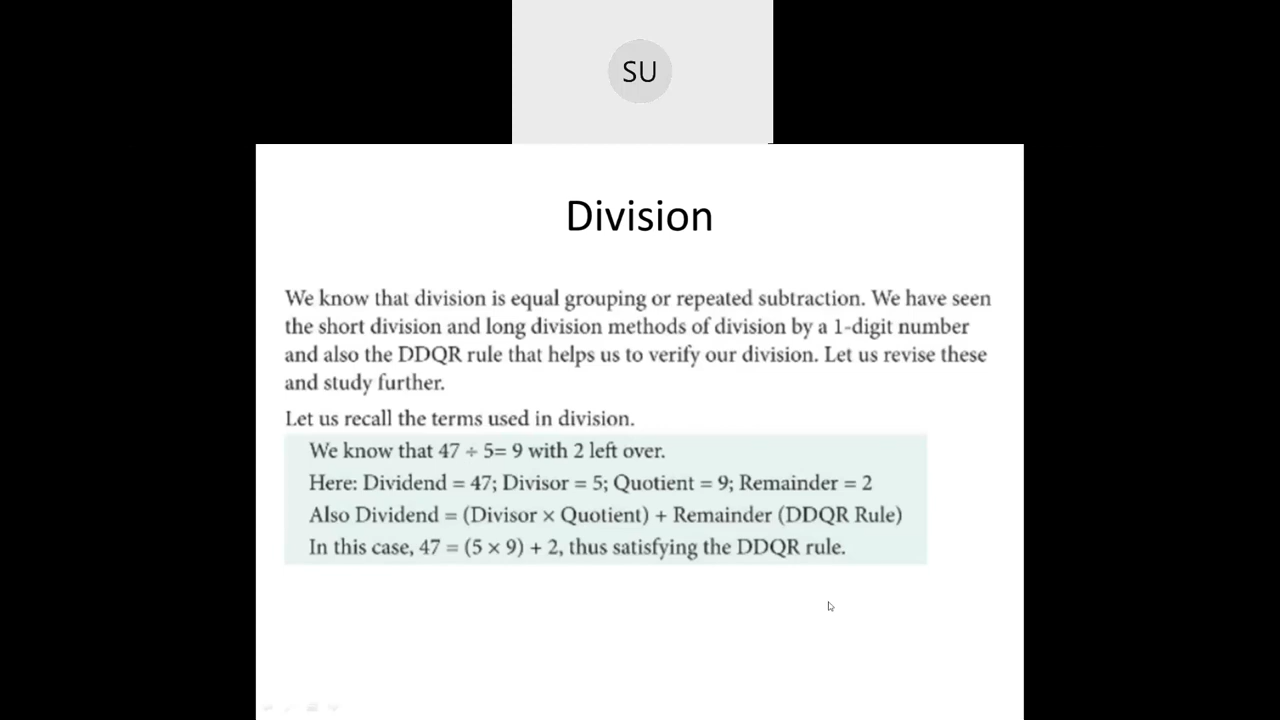 SU
Division
We know that division is equal grouping or repeated subtraction. We have seen
the short division and long division methods of division by a 1-digit number
and also the DDQR rule that helps us to verify our division. Let us revise these
and study further.
Let us recall the terms used in division.
We know that 47 ÷ 5= 9 with 2 left over.
Here: Dividend = 47; Divisor = 5; Quotient = 9; Remainder = 2
Also Dividend = (Divisor × Quotient) + Remainder (DDQR Rule)
In this case, 47 = (5 × 9) + 2, thus satisfying the DDQR rule.